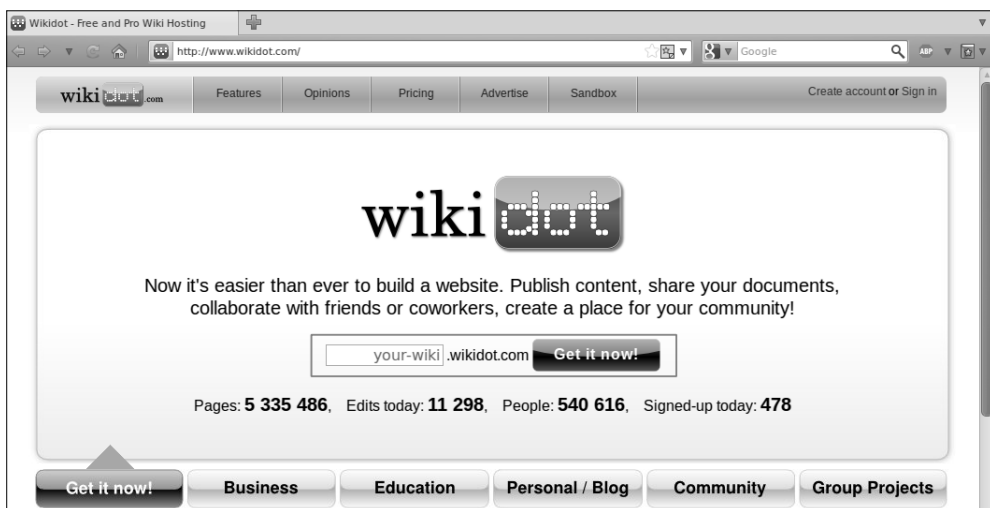 Wikidot - Free and Pro Wiki Hosting
http://www.wikidot.com/
Google
ABP
wikidot.com
Features Opinions Pricing Advertise Sandbox
Create account or Sign in
wikidot
Now it's easier than ever to build a website. Publish content, share your documents,
collaborate with friends or coworkers, create a place for your community!
your-wiki .wikidot.com Get it now!
Pages: 5 335 486, Edits today: 11 298, People: 540 616, Signed-up today: 478
Get it now! Business Education Personal / Blog Community Group Projects